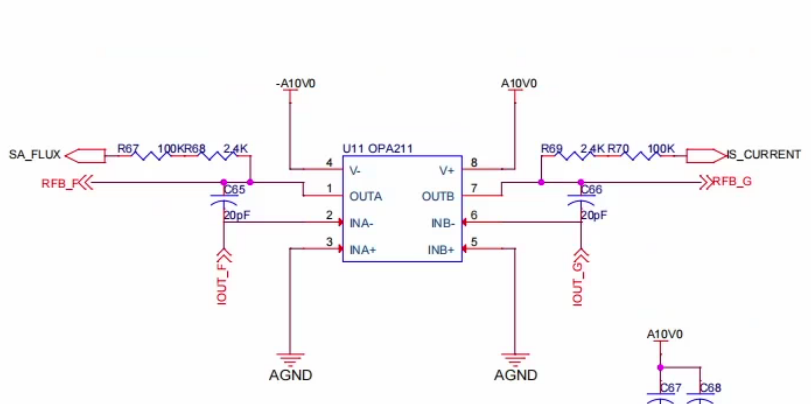 -A10V0
A10V0
SA_FLUX
R67
100K
R68
2.4K
U11 OPA211
R69
2.4K
R70
100K
IS_CURRENT
RFB_F
4
V-
V+
8
RFB_G
C65
1
OUTA
OUTB
7
C66
20pF
2
INA-
INB-
6
20pF
3
INA+
INB+
5
IOUT_F
IOUT_G
AGND
AGND
A10V0
C67
C68